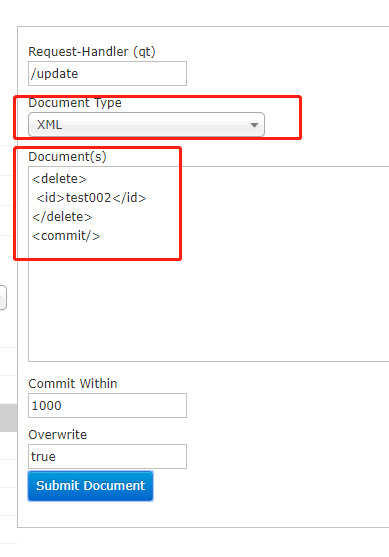 Request-Handler (qt)
/update
Document Type
XML
Document(s)
<delete>
 <id>test002</id>
</delete>
<commit/>
Commit Within
1000
Overwrite
true
Submit Document